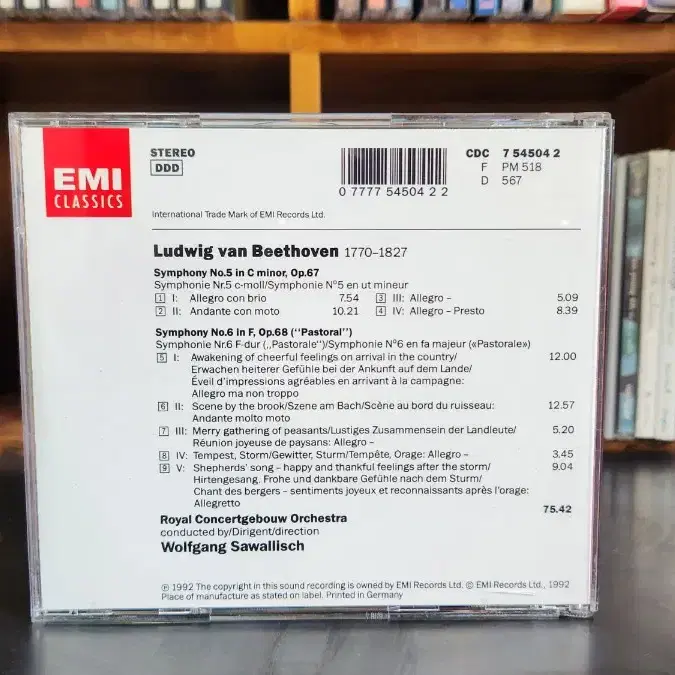 EMI
CLASSICS
STEREO
DDD
0 7777 54504 2 2
CDC 7 54504 2
F PM 518
D 567
International Trade Mark of EMI Records Ltd.
Ludwig van Beethoven 1770–1827
Symphony No.5 in C minor, Op.67
Symphonie Nr.5 c-moll/Symphonie N°5 en ut mineur
1 I: Allegro con brio 7.54 3 III: Allegro – 5.09
2 II: Andante con moto 10.21 4 IV: Allegro – Presto 8.39
Symphony No.6 in F, Op.68 ("Pastoral")
Symphonie Nr.6 F-dur („Pastorale")/Symphonie N°6 en fa majeur («Pastorale»)
5 I: Awakening of cheerful feelings on arrival in the country/ 12.00
Erwachen heiterer Gefühle bei der Ankunft auf dem Lande/
Éveil d'impressions agréables en arrivant à la campagne:
Allegro ma non troppo
6 II: Scene by the brook/Szene am Bach/Scène au bord du ruisseau: 12.57
Andante molto moto
7 III: Merry gathering of peasants/Lustiges Zusammensein der Landleute/ 5.20
Réunion joyeuse de paysans: Allegro –
8 IV: Tempest, Storm/Gewitter, Sturm/Tempête, Orage: Allegro – 3.45
9 V: Shepherds' song – happy and thankful feelings after the storm/ 9.04
Hirtengesang. Frohe und dankbare Gefühle nach dem Sturm/
Chant des bergers – sentiments joyeux et reconnaissants après l'orage:
Allegretto
75.42
Royal Concertgebouw Orchestra
conducted by/Dirigent/direction
Wolfgang Sawallisch
℗ 1992 The copyright in this sound recording is owned by EMI Records Ltd. © EMI Records Ltd., 1992
Place of manufacture as stated on label. Printed in Germany